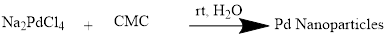 rt, H₂O
Na₂PdCl₄ + CMC Pd Nanoparticles